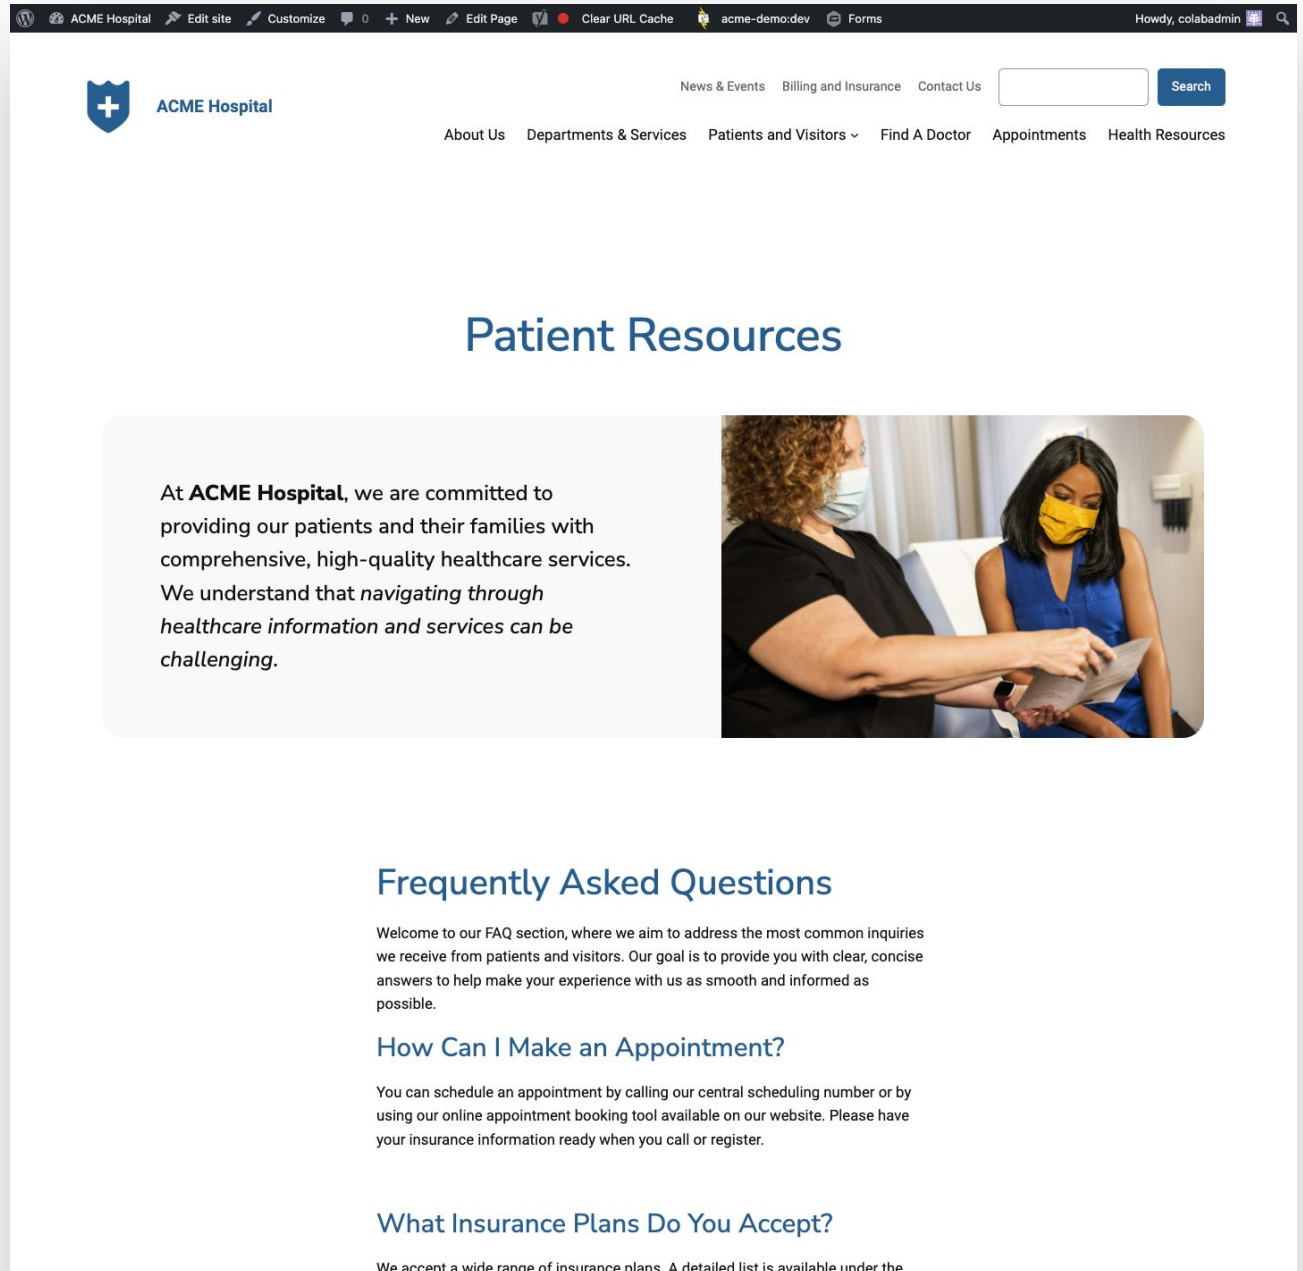 ACME Hospital Edit site Customize 0 New Edit Page Clear URL Cache acme-demo:dev Forms Howdy, colabadmin
News & Events Billing and Insurance Contact Us Search
ACME Hospital
About Us Departments & Services Patients and Visitors Find A Doctor Appointments Health Resources
Patient Resources
At ACME Hospital, we are committed to
providing our patients and their families with
comprehensive, high-quality healthcare services.
We understand that navigating through
healthcare information and services can be
challenging.
Frequently Asked Questions
Welcome to our FAQ section, where we aim to address the most common inquiries
we receive from patients and visitors. Our goal is to provide you with clear, concise
answers to help make your experience with us as smooth and informed as
possible.
How Can I Make an Appointment?
You can schedule an appointment by calling our central scheduling number or by
using our online appointment booking tool available on our website. Please have
your insurance information ready when you call or register.
What Insurance Plans Do You Accept?
We accept a wide range of insurance plans. A detailed list is available under the